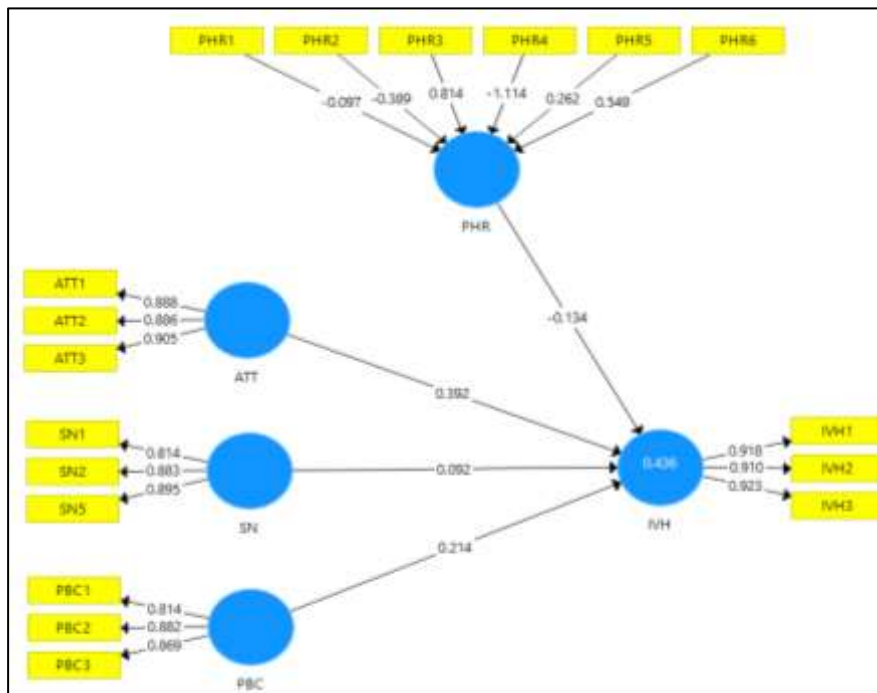 PHR1 PHR2 PHR3 PHR4 PHR5 PHR6
-0.097 -0.389 0.814 -1.114 0.262 0.549
PHR
-0.134
ATT1
ATT2
ATT3
0.888
0.886
0.905
ATT
0.392
SN1
SN2
SN5
0.814
0.883
0.895
SN
0.092
PBC1
PBC2
PBC3
0.814
0.882
0.869
PBC
0.214
0.436
IVH
0.918
0.910
0.923
IVH1
IVH2
IVH3